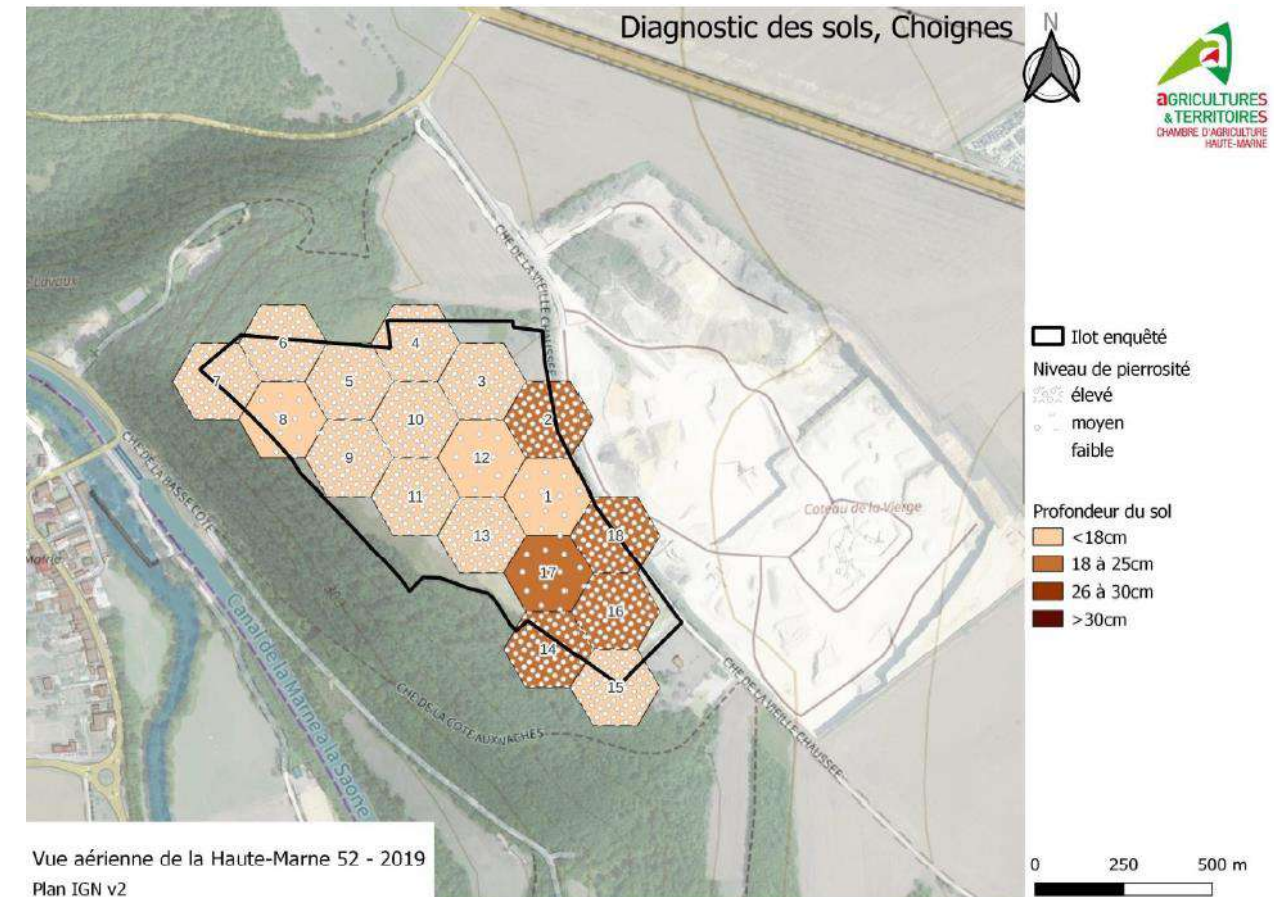 Diagnostic des sols, Choignes
N
aGRICULTURES
& TERRITOIRES
CHAMBRE D'AGRICULTURE
HAUTE-MARNE
CHE DE LA VIEILLE CHAUSSEE
Lavaux
6
4
7
5
3
8
10
2
9
12
11
1
13
18
17
16
14
15
Coteau de la Vierge
CHE DE LA BASSE COTE
Mairie
Canal de la Marne à la Saone
CHE DE LA COTE AUX VACHES
CHE DE LA VIEILLE CHAUSSEE
Ilot enquêté
Niveau de pierrosité
élevé
moyen
faible
Profondeur du sol
<18cm
18 à 25cm
26 à 30cm
>30cm
Vue aérienne de la Haute-Marne 52 - 2019
Plan IGN v2
0 250 500 m